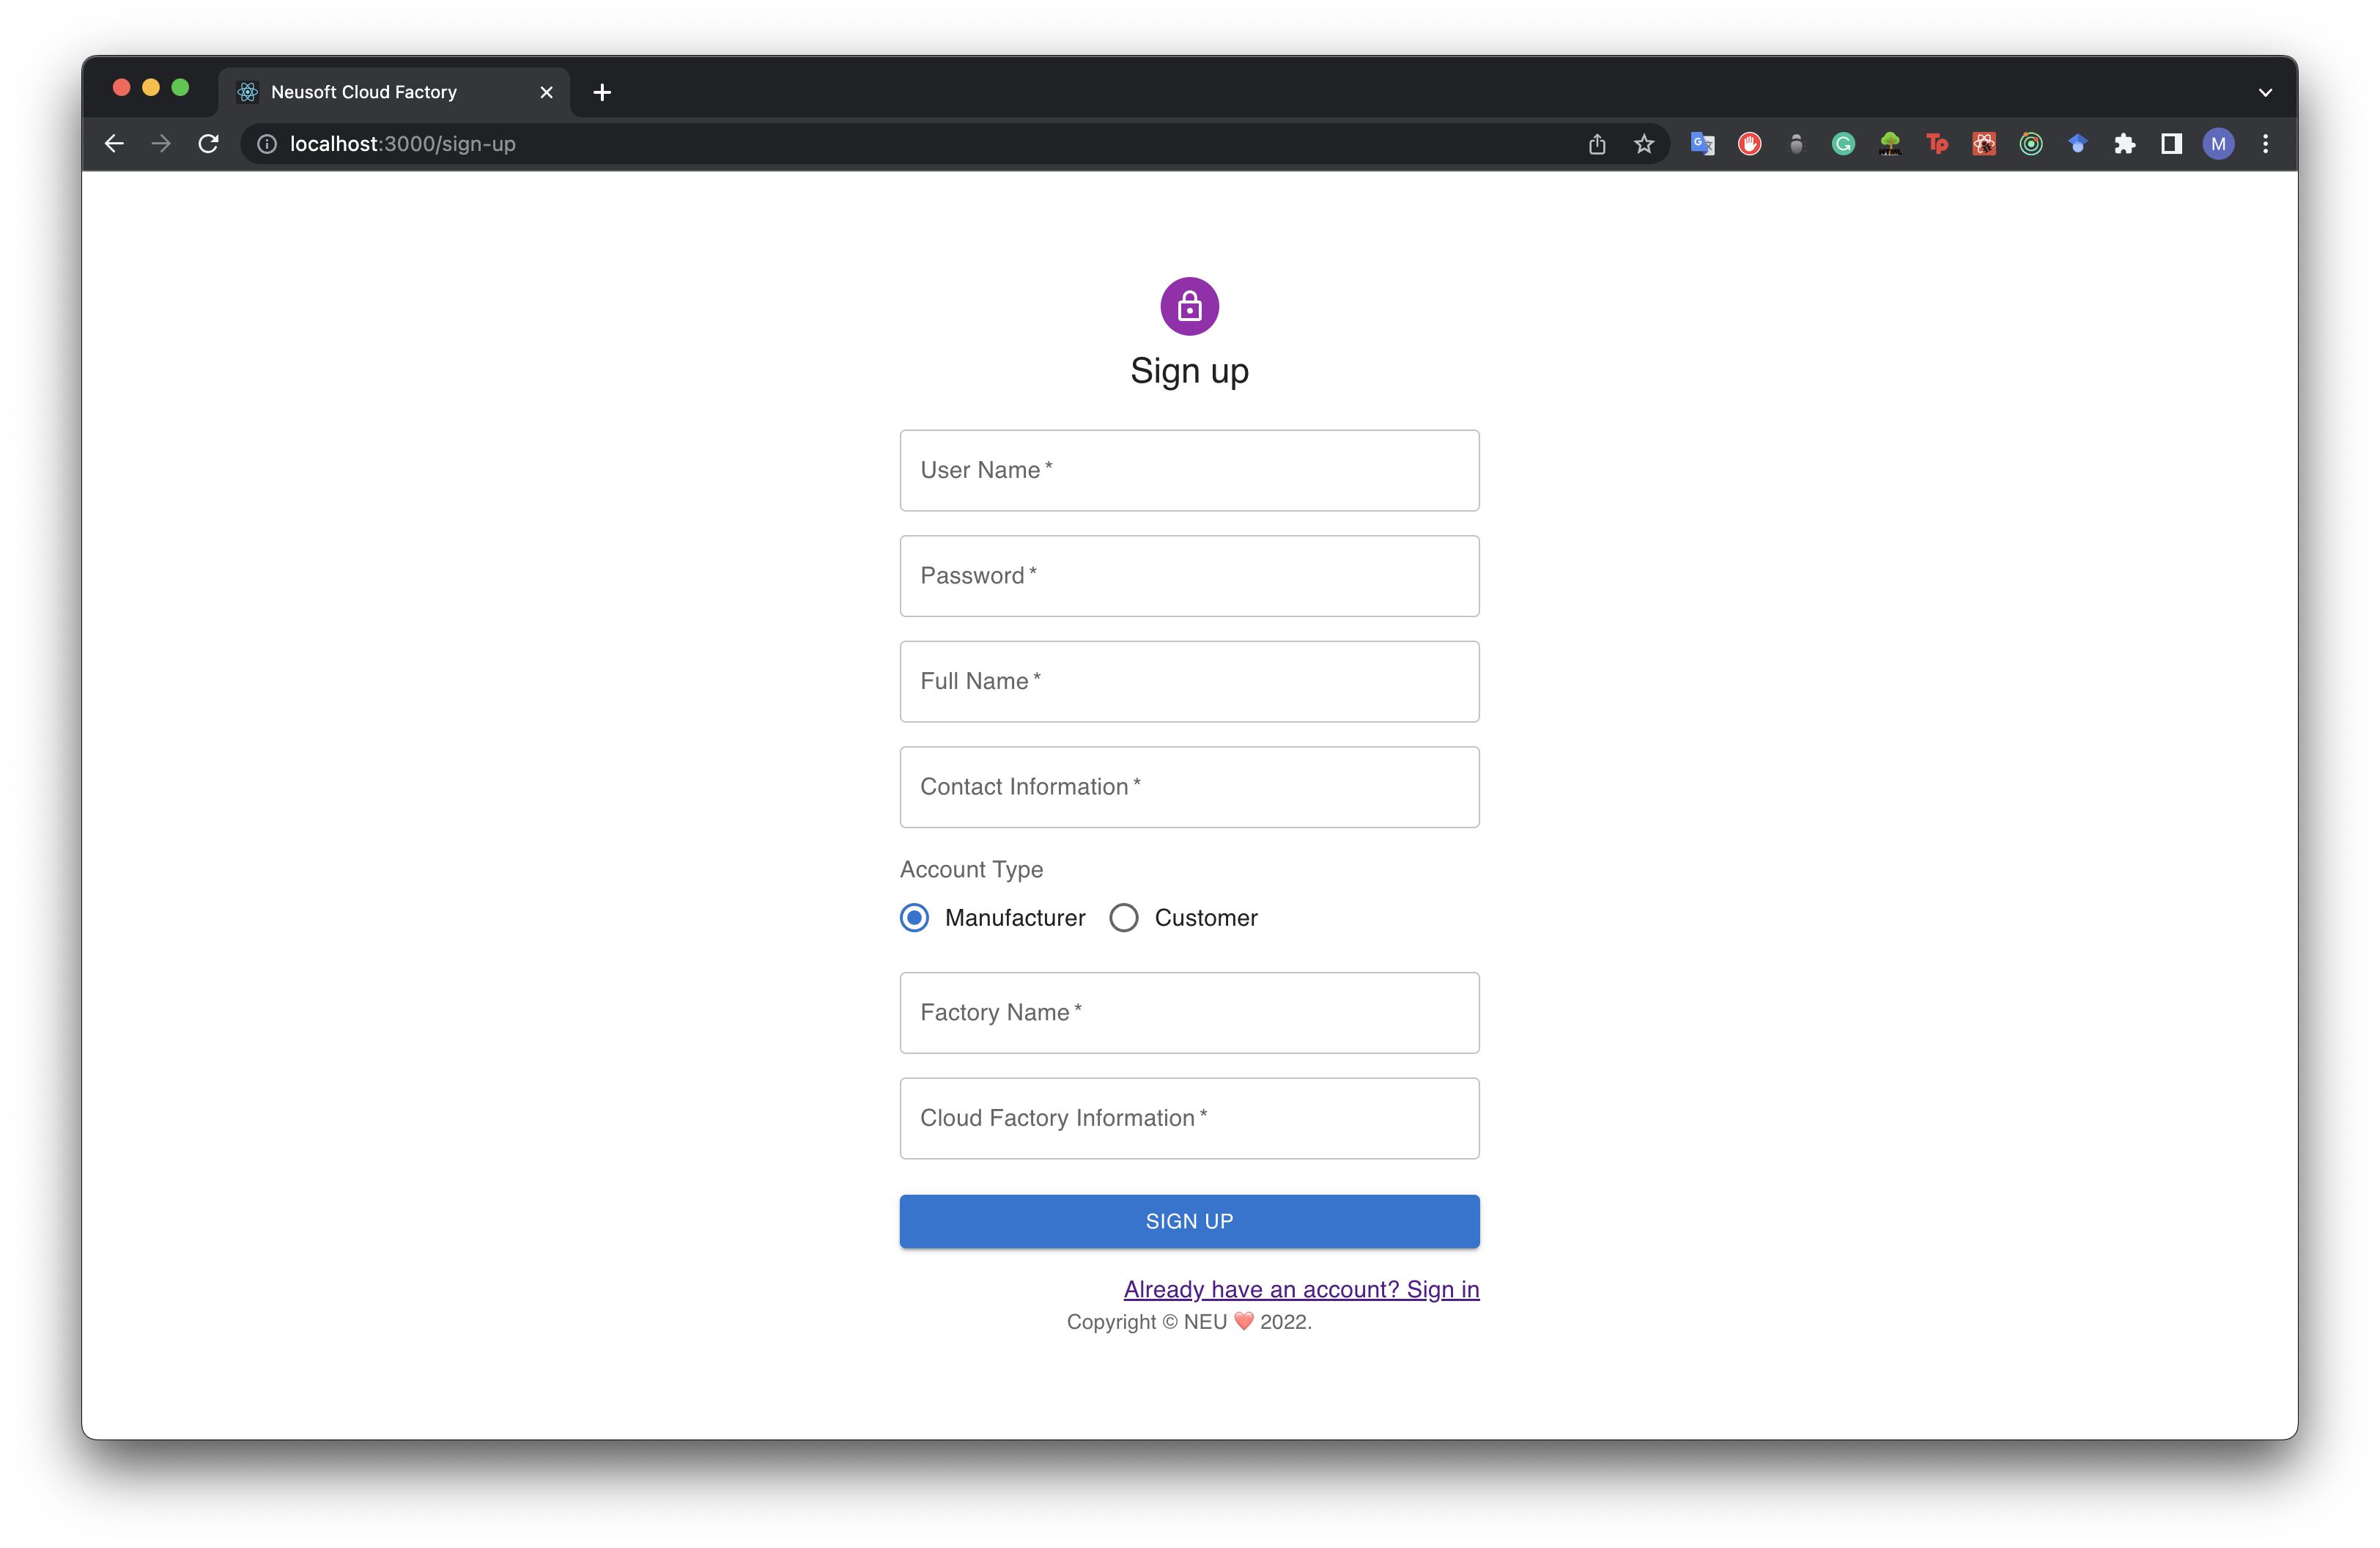 Neusoft Cloud Factory
localhost:3000/sign-up
M
Sign up
User Name *
Password *
Full Name *
Contact Information *
Account Type
Manufacturer Customer
Factory Name *
Cloud Factory Information *
SIGN UP
Already have an account? Sign in
Copyright © NEU ❤️ 2022.